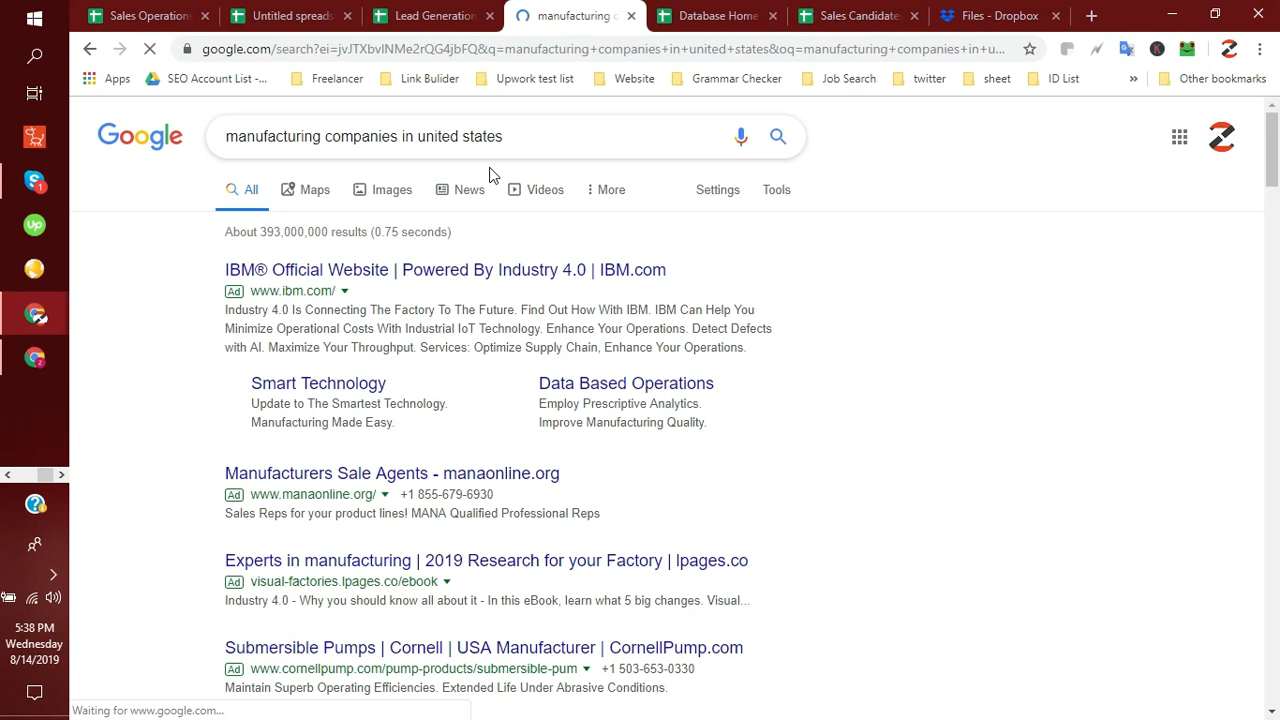 Sales Operations
Untitled spreads
Lead Generation
manufacturing c
Database Home
Sales Candidate
Files - Dropbox
google.com/search?ei=jvJTXbvlNMe2rQG4jbFQ&q=manufacturing+companies+in+united+states&oq=manufacturing+companies+in+u...
Apps
SEO Account List -...
Freelancer
Link Builder
Upwork test list
Website
Grammar Checker
Job Search
twitter
sheet
ID List
Other bookmarks
Google
manufacturing companies in united states
All
Maps
Images
News
Videos
More
Settings
Tools
About 393,000,000 results (0.75 seconds)
IBM® Official Website | Powered By Industry 4.0 | IBM.com
Ad www.ibm.com/
Industry 4.0 Is Connecting The Factory To The Future. Find Out How With IBM. IBM Can Help You
Minimize Operational Costs With Industrial IoT Technology. Enhance Your Operations. Detect Defects
with AI. Maximize Your Throughput. Services: Optimize Supply Chain, Enhance Your Operations.
Smart Technology
Update to The Smartest Technology.
Manufacturing Made Easy.
Data Based Operations
Employ Prescriptive Analytics.
Improve Manufacturing Quality.
Manufacturers Sale Agents - manaonline.org
Ad www.manaonline.org/ +1 855-679-6930
Sales Reps for your product lines! MANA Qualified Professional Reps
Experts in manufacturing | 2019 Research for your Factory | lpages.co
Ad visual-factories.lpages.co/ebook
Industry 4.0 - Why you should know all about it - In this eBook, learn what 5 big changes. Visual...
Submersible Pumps | Cornell | USA Manufacturer | CornellPump.com
Ad www.cornellpump.com/pump-products/submersible-pum +1 503-653-0330
Maintain Superb Operating Efficiencies. Extended Life Under Abrasive Conditions.
Up
5:38 PM
Wednesday
8/14/2019
Waiting for www.google.com...